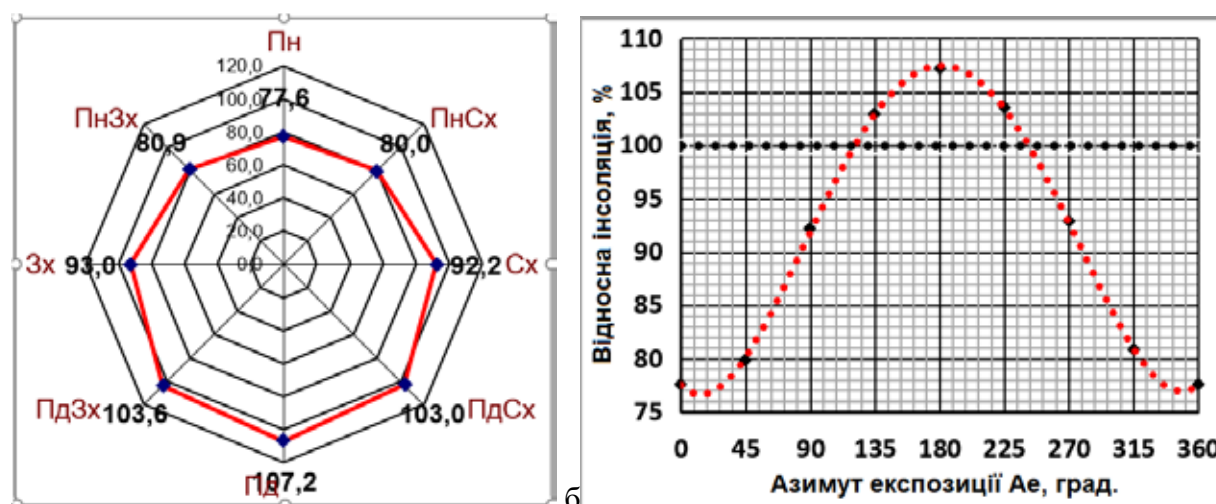 Пн
120,0
100,0
77,6
80,0
60,0
40,0
20,0
0,0
ПнЗх
80,9
ПнСх
80,0
Зх
93,0
Сх
92,2
ПдЗх
103,6
ПдСх
103,0
Пд
107,2
б
110
105
100
95
90
85
80
75
0 45 90 135 180 225 270 315 360
Відносна інсоляція, %
Азимут експозиції Ае, град.